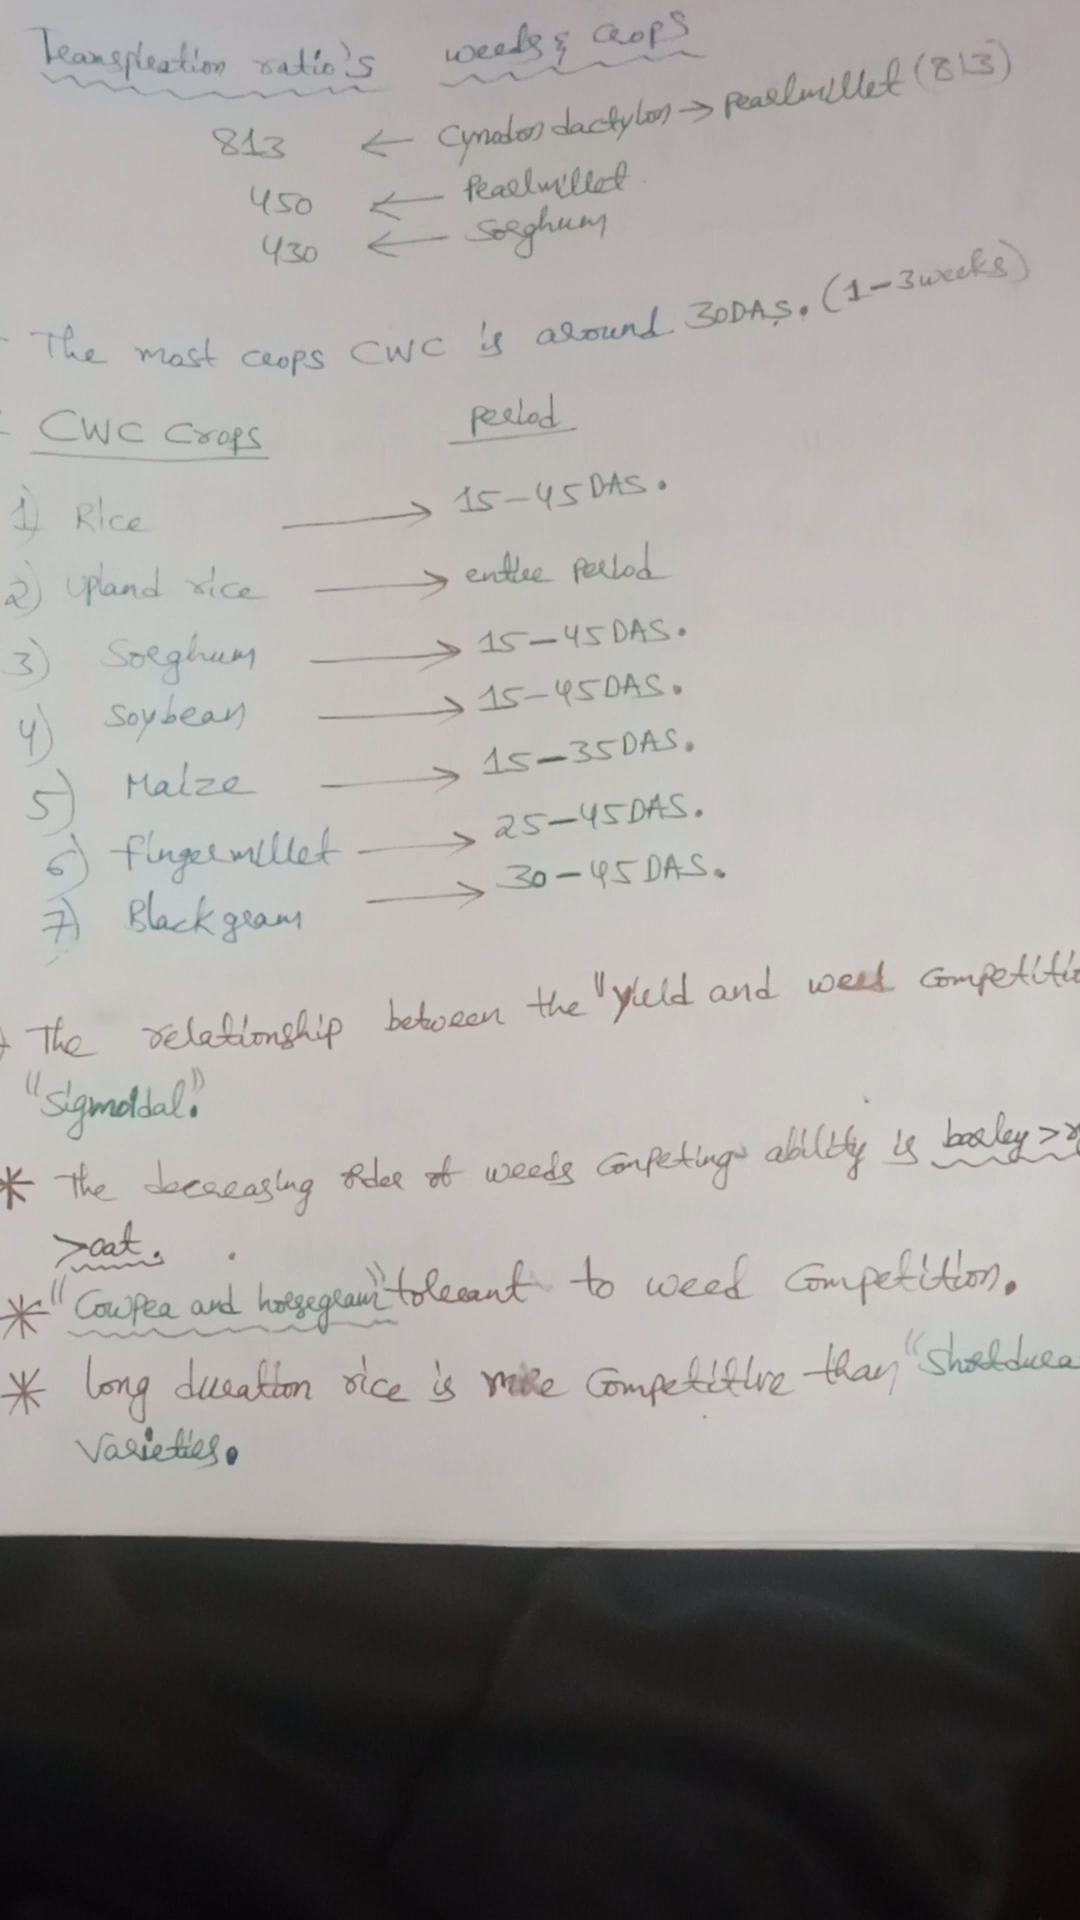 Transpiration ratio's weeds & crops
813 ← Cynodon dactylon → Pearlmillet (813)
450 ← Pearlmillet
430 ← Sorghum
The most crops CWC is around 30DAS. (1-3 weeks)
CWC Crops Period
1) Rice → 15-45 DAS.
2) Upland rice → entire Period
3) Sorghum → 15-45 DAS.
4) Soybean → 15-45 DAS.
5) Maize → 15-35 DAS.
6) Fingermillet → 25-45 DAS.
7) Blackgram → 30-45 DAS.
The relationship between the "yield and weed Competitio
"Sigmoidal."
* The decreasing order of weeds Competing ability is barley > r
> oat.
* "Cowpea and horsegram" tolerant to weed Competition.
* long duration rice is more Competitive than "Shortdura
Varieties.